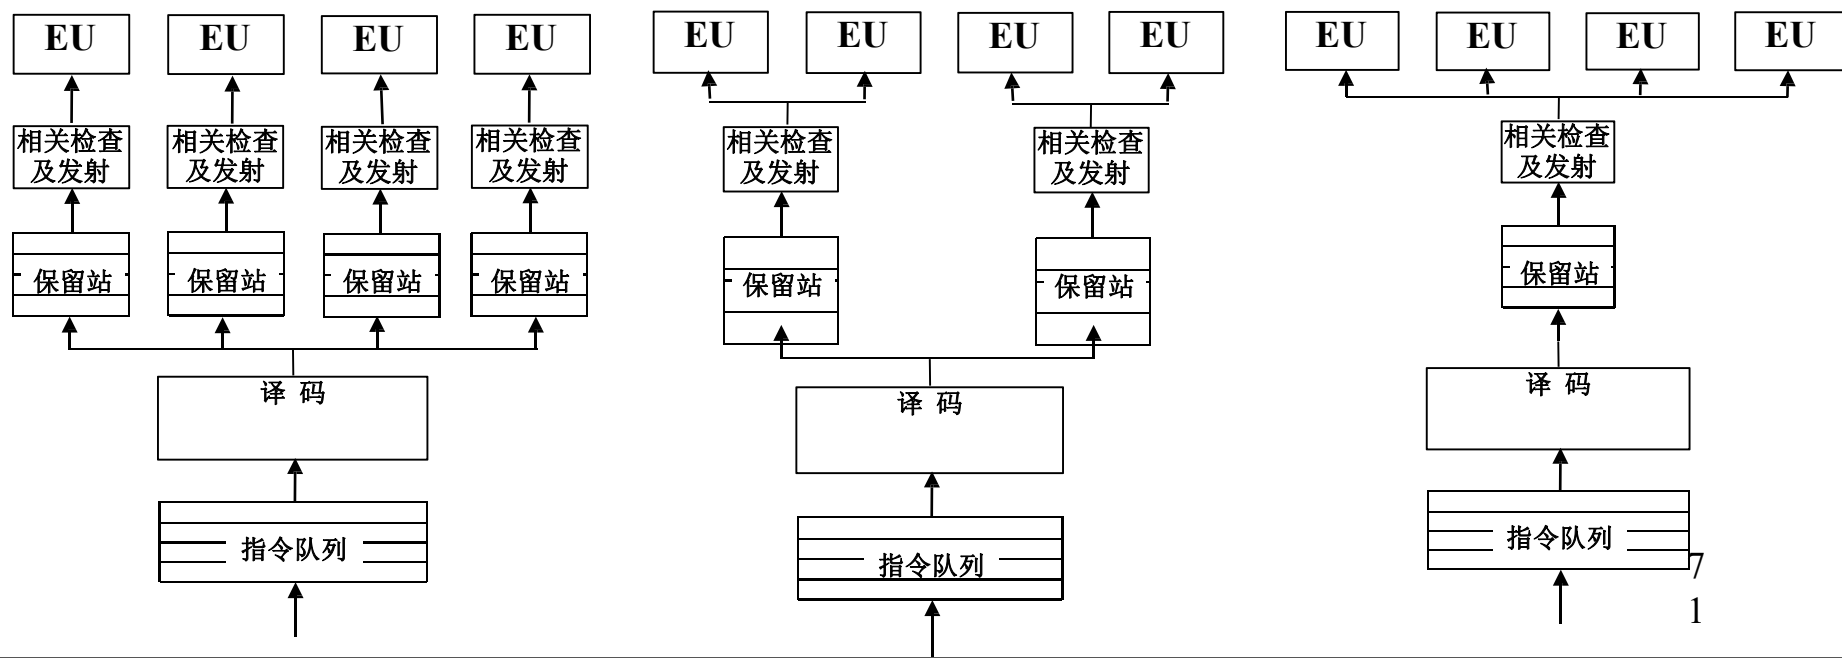 EU EU EU EU
相关检查
及发射
相关检查
及发射
相关检查
及发射
相关检查
及发射
保留站 保留站 保留站 保留站
译 码
指令队列
EU EU EU EU
相关检查
及发射
相关检查
及发射
保留站 保留站
译 码
指令队列
EU EU EU EU
相关检查
及发射
保留站
译 码
指令队列
7
1